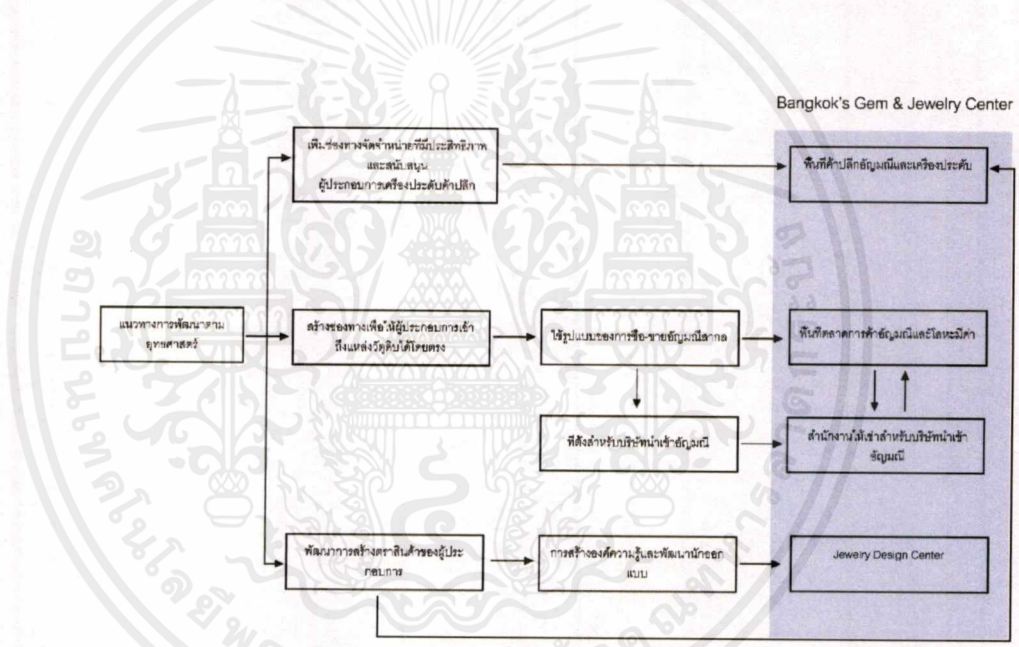 Bangkok's Gem & Jewelry Center
เพิ่มช่องทางจัดจำหน่ายที่มีประสิทธิภาพ
และสนับสนุน
ผู้ประกอบการเครื่องประดับค้าปลีก
พื้นที่ค้าปลีกอัญมณีและเครื่องประดับ
แนวทางการพัฒนาตาม
ยุทธศาสตร์
สร้างช่องทางเพื่อให้ผู้ประกอบการเข้า
ถึงแหล่งวัตถุดิบได้โดยตรง
ใช้รูปแบบของการซื้อ-ขายอัญมณีสากล
พื้นที่ตลาดการค้าอัญมณีและโลหะมีค่า
ที่ตั้งสำหรับบริษัทนำเข้าอัญมณี
สำนักงานให้เช่าสำหรับบริษัทนำเข้า
อัญมณี
พัฒนาการสร้างตราสินค้าของผู้ประ
กอบการ
การสร้างองค์ความรู้และพัฒนานักออก
แบบ
Jewelry Design Center